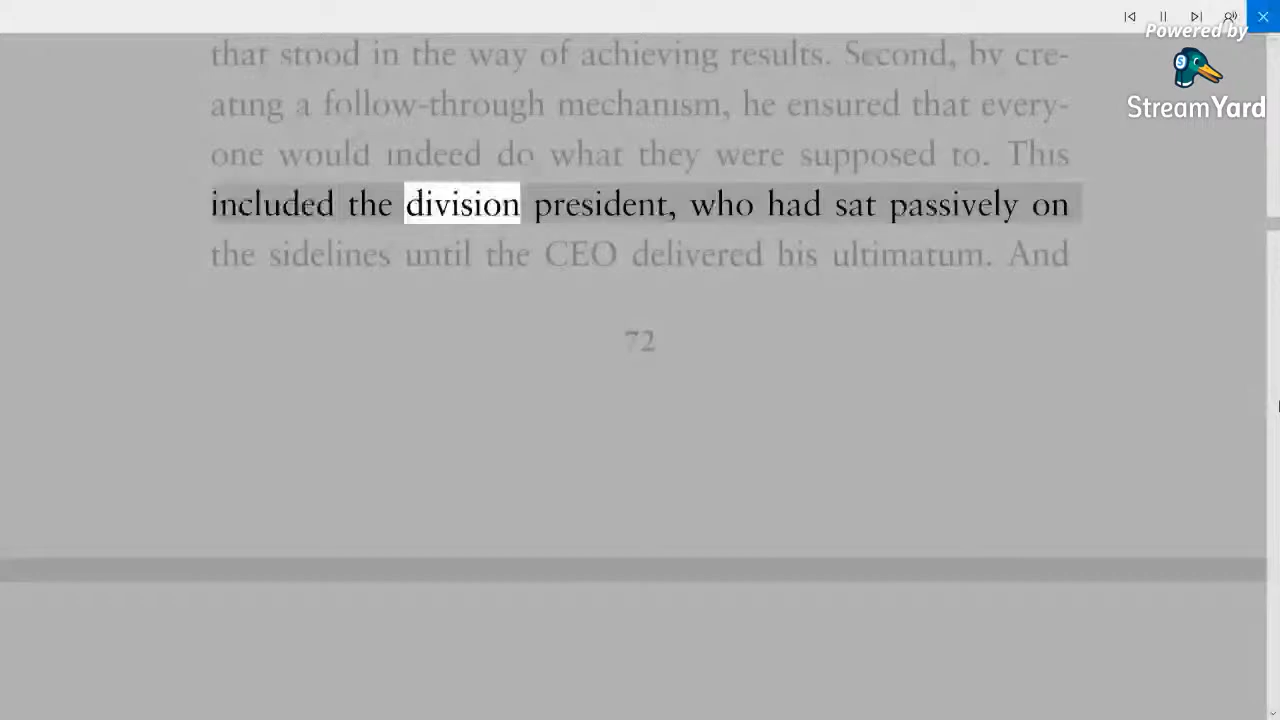 Powered by
StreamYard
that stood in the way of achieving results. Second, by cre-
ating a follow-through mechanism, he ensured that every-
one would indeed do what they were supposed to. This
included the division president, who had sat passively on
the sidelines until the CEO delivered his ultimatum. And
72